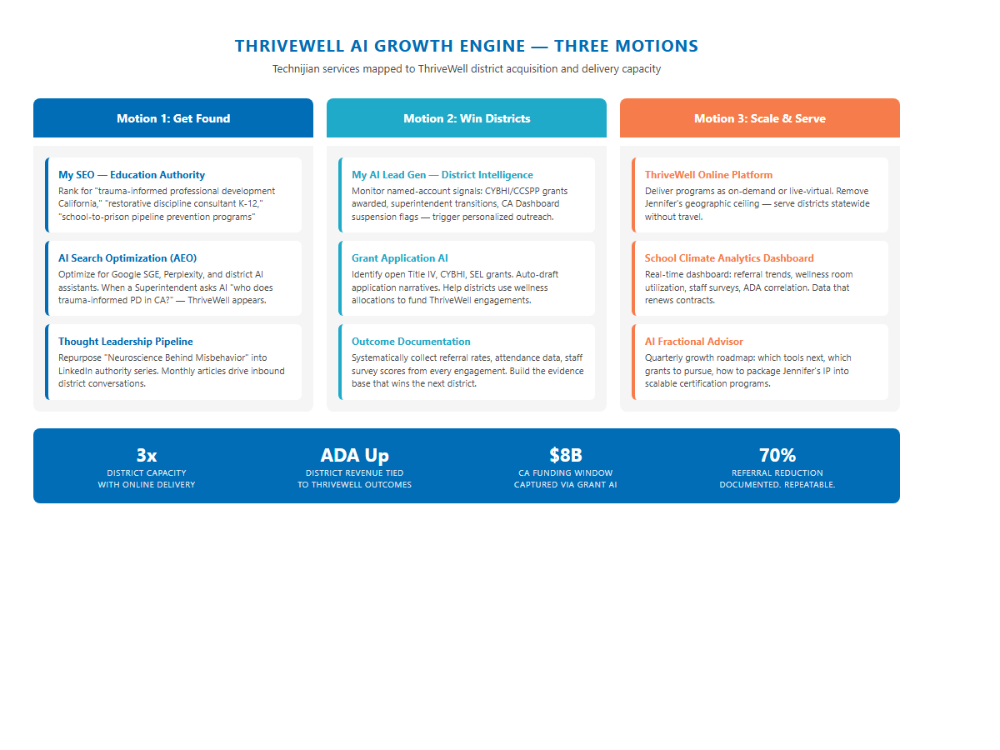 THRIVEWELL AI GROWTH ENGINE — THREE MOTIONS
Technijian services mapped to ThriveWell district acquisition and delivery capacity
Motion 1: Get Found
My SEO — Education Authority
Rank for "trauma-informed professional development
California," "restorative discipline consultant K-12,"
"school-to-prison pipeline prevention programs"
AI Search Optimization (AEO)
Optimize for Google SGE, Perplexity, and district AI
assistants. When a Superintendent asks AI "who does
trauma-informed PD in CA?" — ThriveWell appears.
Thought Leadership Pipeline
Repurpose "Neuroscience Behind Misbehavior" into
LinkedIn authority series. Monthly articles drive inbound
district conversations.
Motion 2: Win Districts
My AI Lead Gen — District Intelligence
Monitor named-account signals: CYBHI/CCSPP grants
awarded, superintendent transitions, CA Dashboard
suspension flags — trigger personalized outreach.
Grant Application AI
Identify open Title IV, CYBHI, SEL grants. Auto-draft
application narratives. Help districts use wellness
allocations to fund ThriveWell engagements.
Outcome Documentation
Systematically collect referral rates, attendance data, staff
survey scores from every engagement. Build the evidence
base that wins the next district.
Motion 3: Scale & Serve
ThriveWell Online Platform
Deliver programs as on-demand or live-virtual. Remove
Jennifer's geographic ceiling — serve districts statewide
without travel.
School Climate Analytics Dashboard
Real-time dashboard: referral trends, wellness room
utilization, staff surveys, ADA correlation. Data that
renews contracts.
AI Fractional Advisor
Quarterly growth roadmap: which tools next, which
grants to pursue, how to package Jennifer's IP into
scalable certification programs.
3x
DISTRICT CAPACITY
WITH ONLINE DELIVERY
ADA Up
DISTRICT REVENUE TIED
TO THRIVEWELL OUTCOMES
$8B
CA FUNDING WINDOW
CAPTURED VIA GRANT AI
70%
REFERRAL REDUCTION
DOCUMENTED. REPEATABLE.